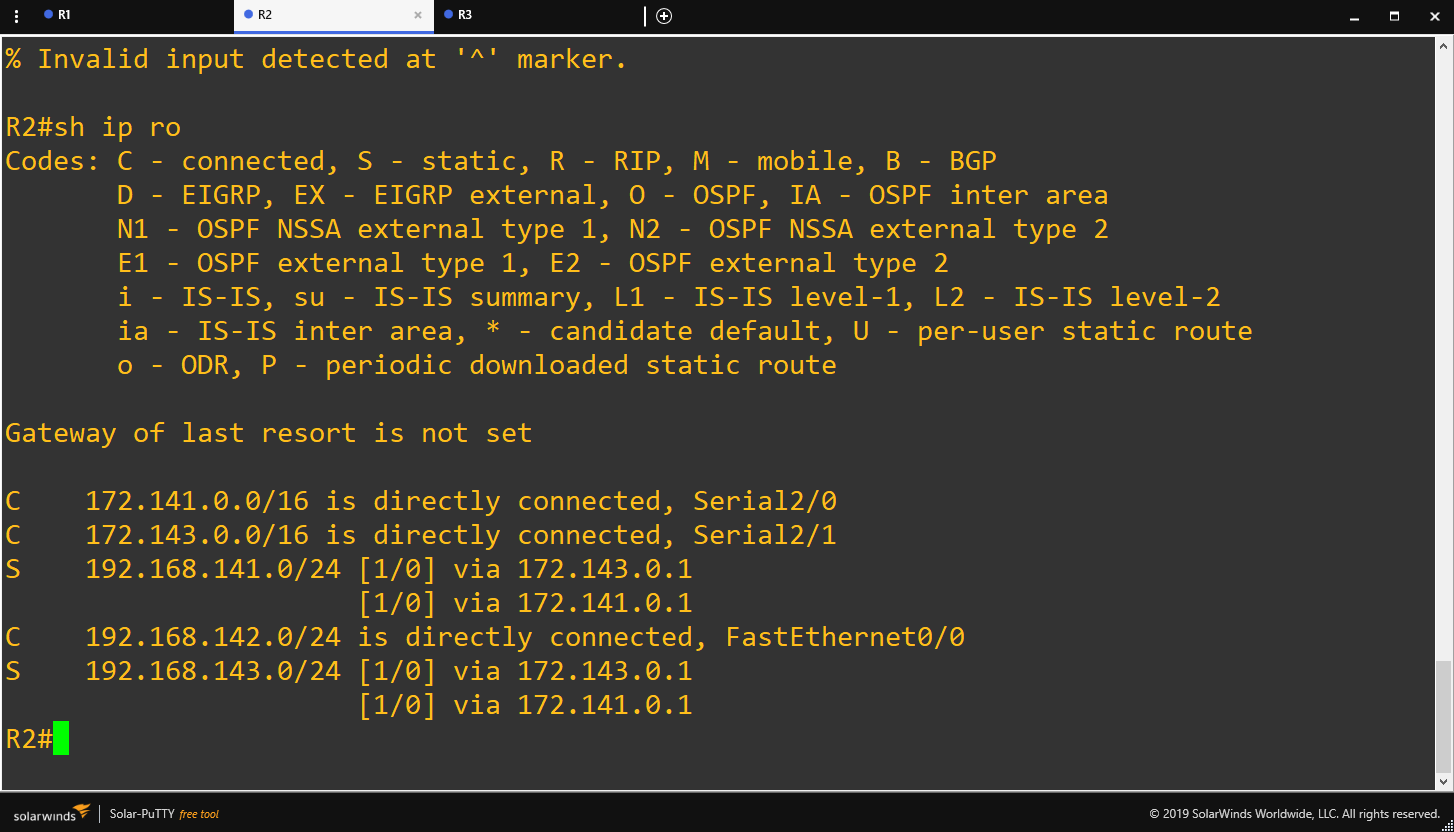 R1
R2
R3
% Invalid input detected at '^' marker.
R2#sh ip ro
Codes: C - connected, S - static, R - RIP, M - mobile, B - BGP
       D - EIGRP, EX - EIGRP external, O - OSPF, IA - OSPF inter area
       N1 - OSPF NSSA external type 1, N2 - OSPF NSSA external type 2
       E1 - OSPF external type 1, E2 - OSPF external type 2
       i - IS-IS, su - IS-IS summary, L1 - IS-IS level-1, L2 - IS-IS level-2
       ia - IS-IS inter area, * - candidate default, U - per-user static route
       o - ODR, P - periodic downloaded static route
Gateway of last resort is not set
C    172.141.0.0/16 is directly connected, Serial2/0
C    172.143.0.0/16 is directly connected, Serial2/1
S    192.168.141.0/24 [1/0] via 172.143.0.1
                      [1/0] via 172.141.0.1
C    192.168.142.0/24 is directly connected, FastEthernet0/0
S    192.168.143.0/24 [1/0] via 172.143.0.1
                      [1/0] via 172.141.0.1
R2#
solarwinds Solar-PuTTY free tool © 2019 SolarWinds Worldwide, LLC. All rights reserved.